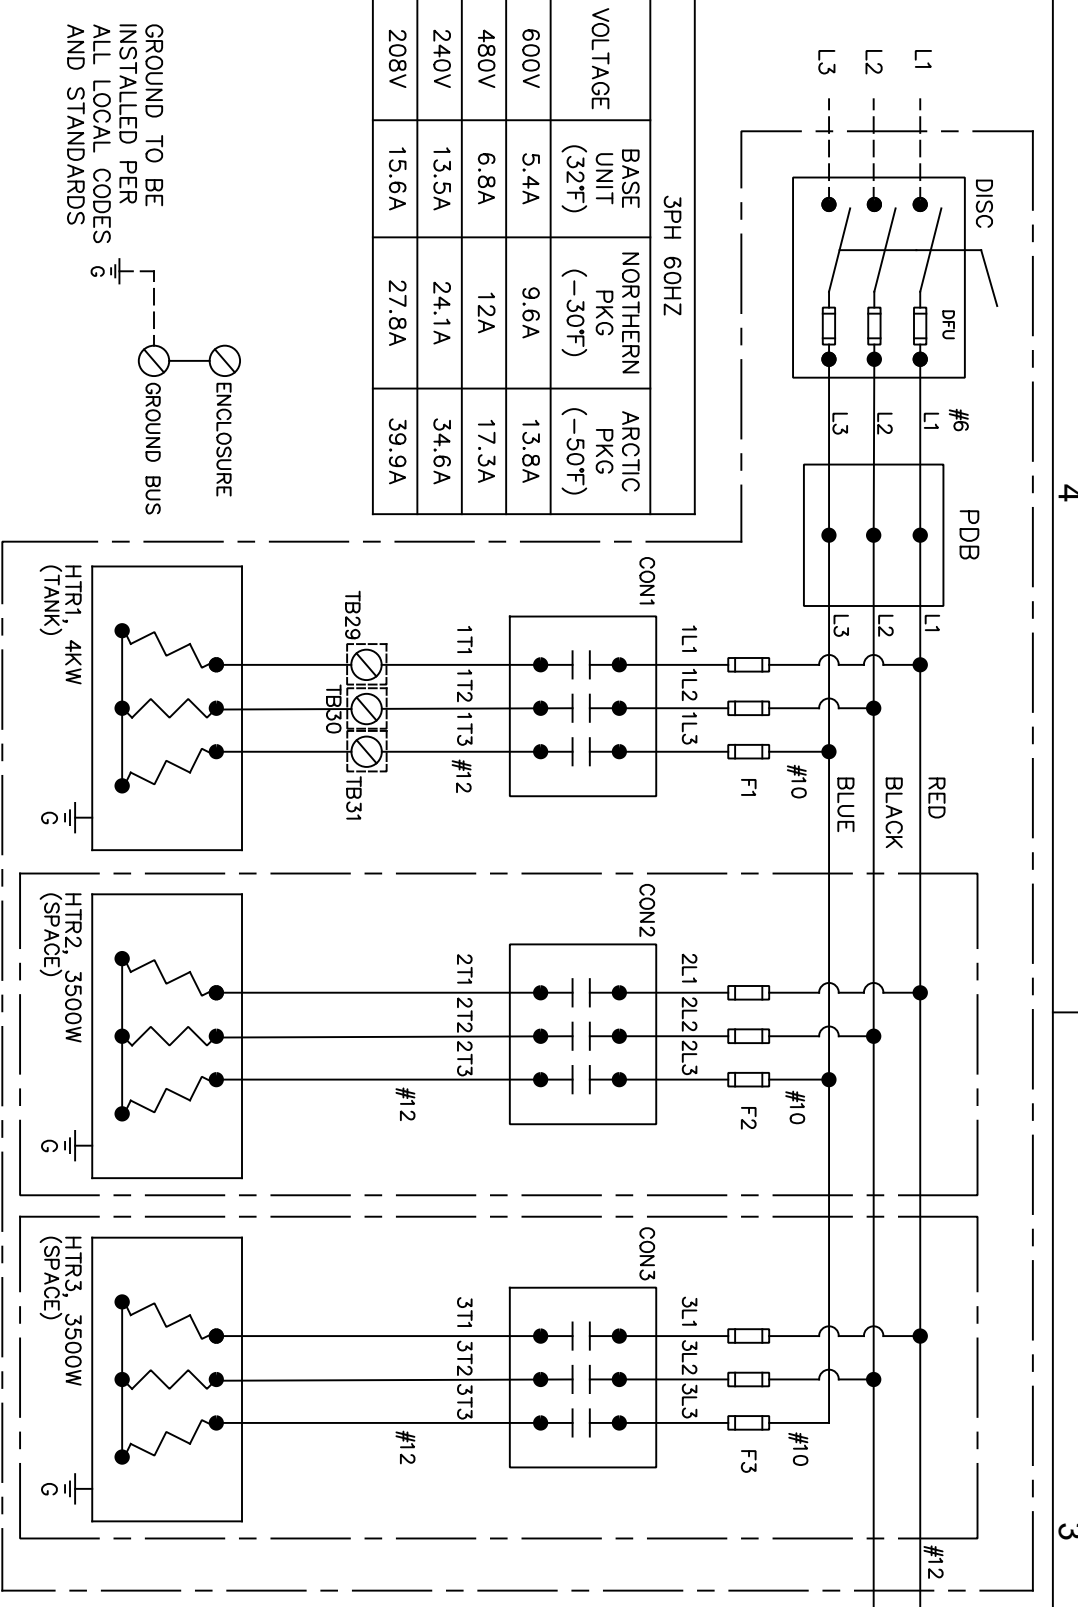 4
3
L1
L2
L3
DISC
DFU
#6
L1
L2
L3
PDB
L1
L2
L3
RED
BLACK
BLUE
#12
3PH 60HZ
VOLTAGE
BASE
UNIT
(32°F)
NORTHERN
PKG
(-30°F)
ARCTIC
PKG
(-50°F)
600V 5.4A 9.6A 13.8A
480V 6.8A 12A 17.3A
240V 13.5A 24.1A 34.6A
208V 15.6A 27.8A 39.9A
GROUND TO BE
INSTALLED PER
ALL LOCAL CODES
AND STANDARDS
G
ENCLOSURE
GROUND BUS
#10
F1
1L1 1L2 1L3
CON1
1T1 1T2 1T3 #12
TB29
TB30
TB31
HTR1, 4KW
(TANK)
G
#10
F2
2L1 2L2 2L3
CON2
2T1 2T2 2T3
#12
HTR2, 3500W
(SPACE)
G
#10
F3
3L1 3L2 3L3
CON3
3T1 3T2 3T3
#12
HTR3, 3500W
(SPACE)
G